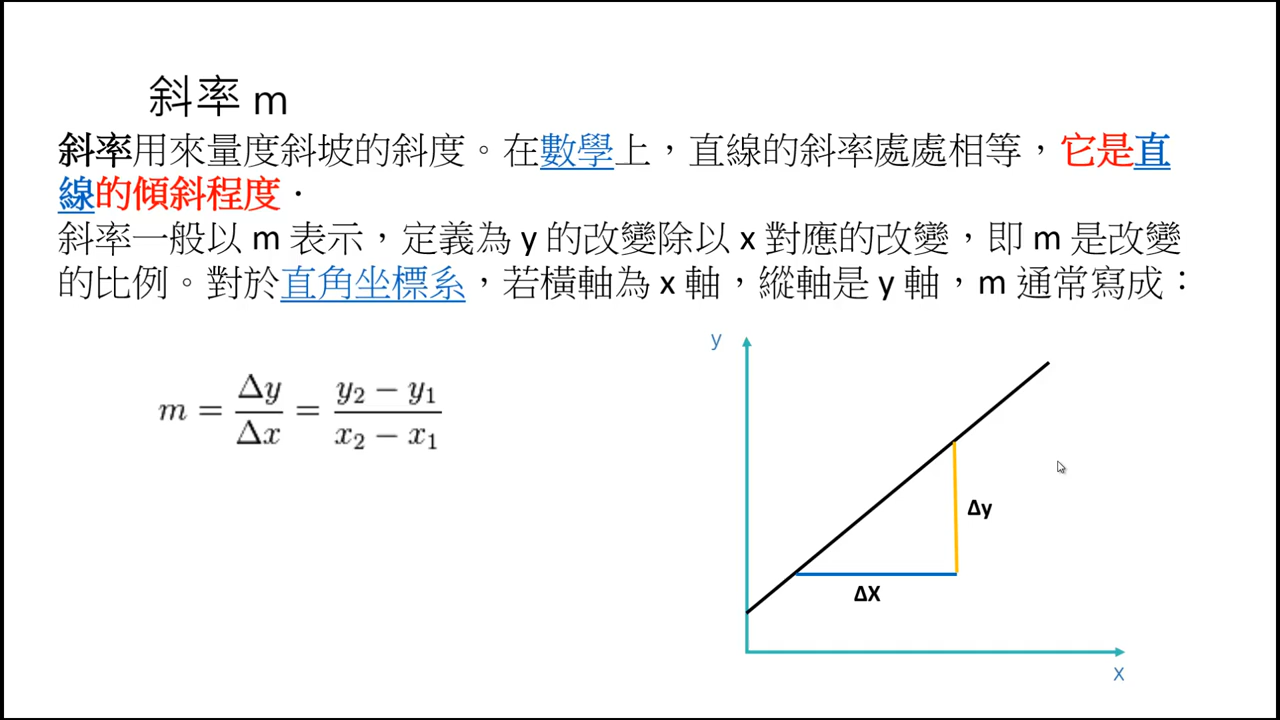 斜率 m
斜率用來量度斜坡的斜度。在數學上，直線的斜率處處相等，它是直
線的傾斜程度．
斜率一般以 m 表示，定義為 y 的改變除以 x 對應的改變，即 m 是改變
的比例。對於直角坐標系，若橫軸為 x 軸，縱軸是 y 軸，m 通常寫成：
m = Δy/Δx = (y₂ − y₁)/(x₂ − x₁)
y
Δy
ΔX
x